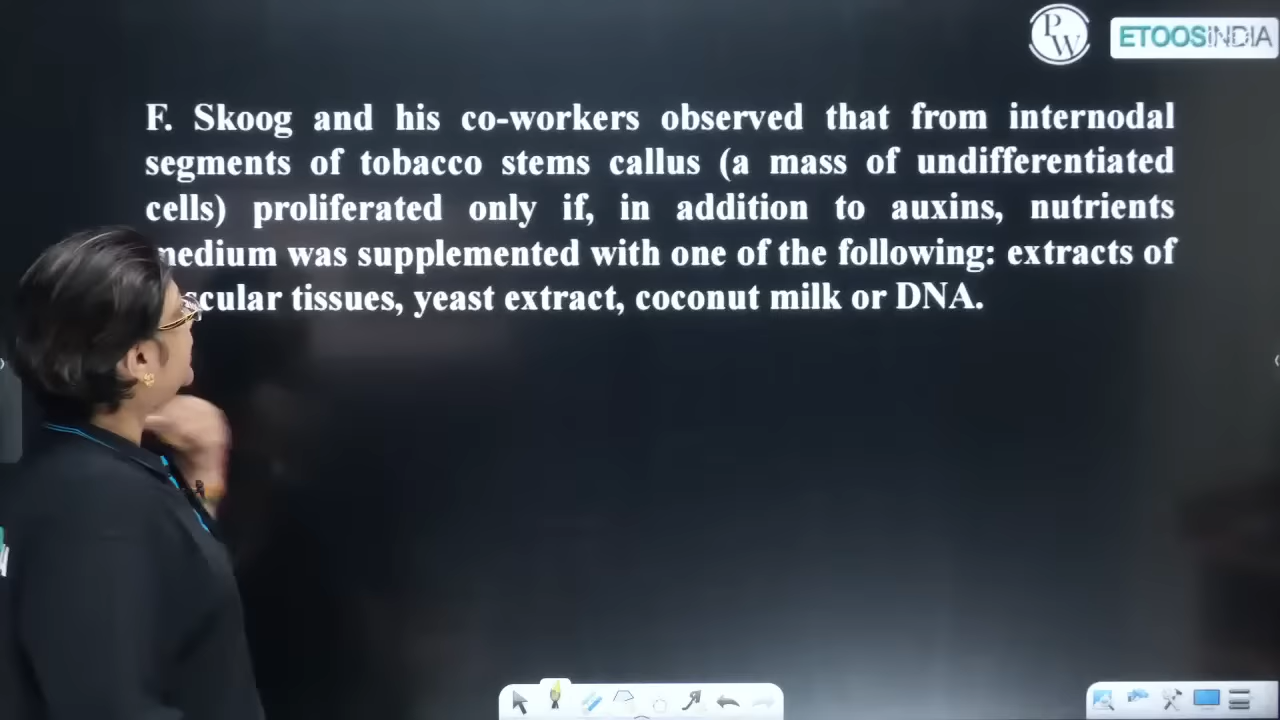 PW
ETOOSINDIA
F. Skoog and his co-workers observed that from internodal
segments of tobacco stems callus (a mass of undifferentiated
cells) proliferated only if, in addition to auxins, nutrients
medium was supplemented with one of the following: extracts of
tissues, yeast extract, coconut milk or DNA.